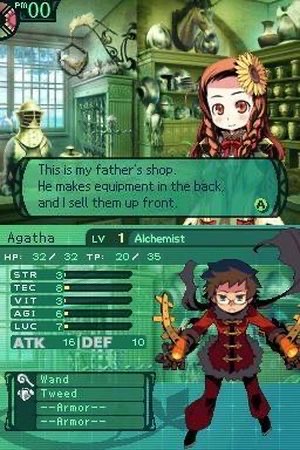 PM 00
This is my father's shop.
He makes equipment in the back,
and I sell them up front.
A
Agatha LV 1 Alchemist
HP: 32/ 32 TP: 20/ 35
STR 3
TEC 8
VIT 3
AGI 6
LUC 7
ATK 16 DEF 10
Wand
Tweed
--Armor--
--Armor--